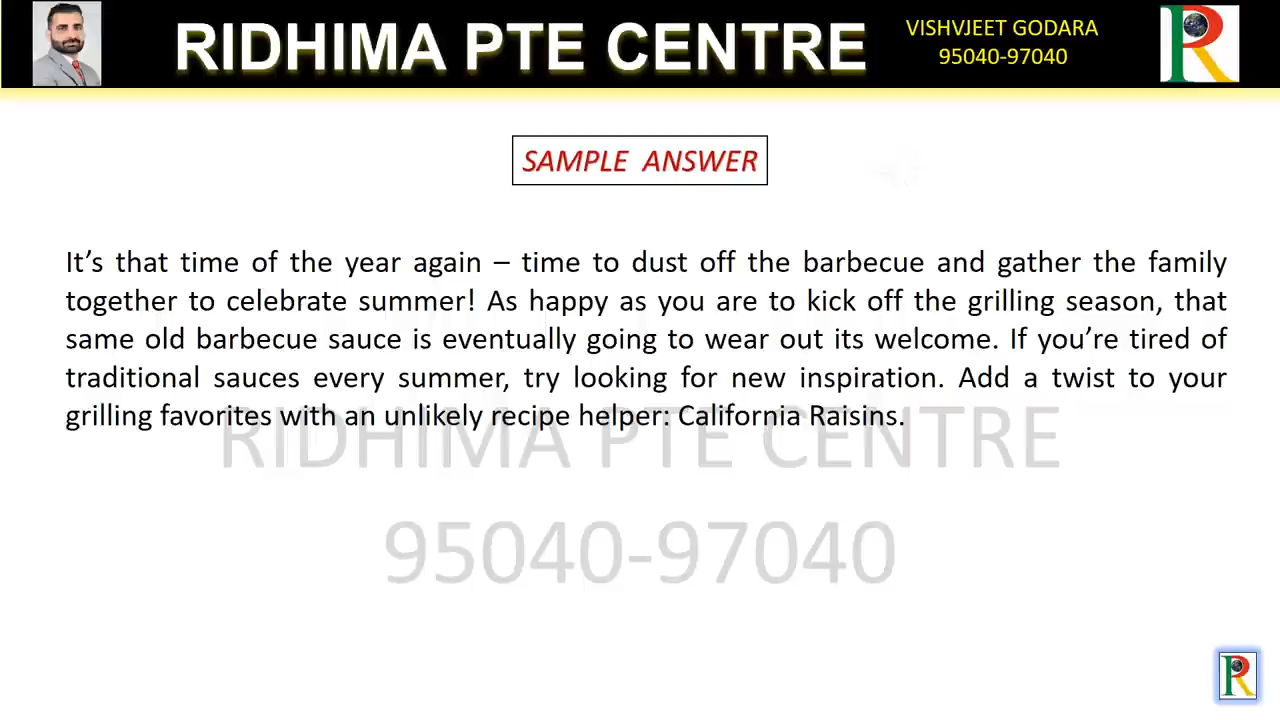 RIDHIMA PTE CENTRE
VISHVJEET GODARA
95040-97040
SAMPLE ANSWER
It’s that time of the year again – time to dust off the barbecue and gather the family
together to celebrate summer! As happy as you are to kick off the grilling season, that
same old barbecue sauce is eventually going to wear out its welcome. If you’re tired of
traditional sauces every summer, try looking for new inspiration. Add a twist to your
grilling favorites with an unlikely recipe helper: California Raisins.
RIDHIMA PTE CENTRE
95040-97040